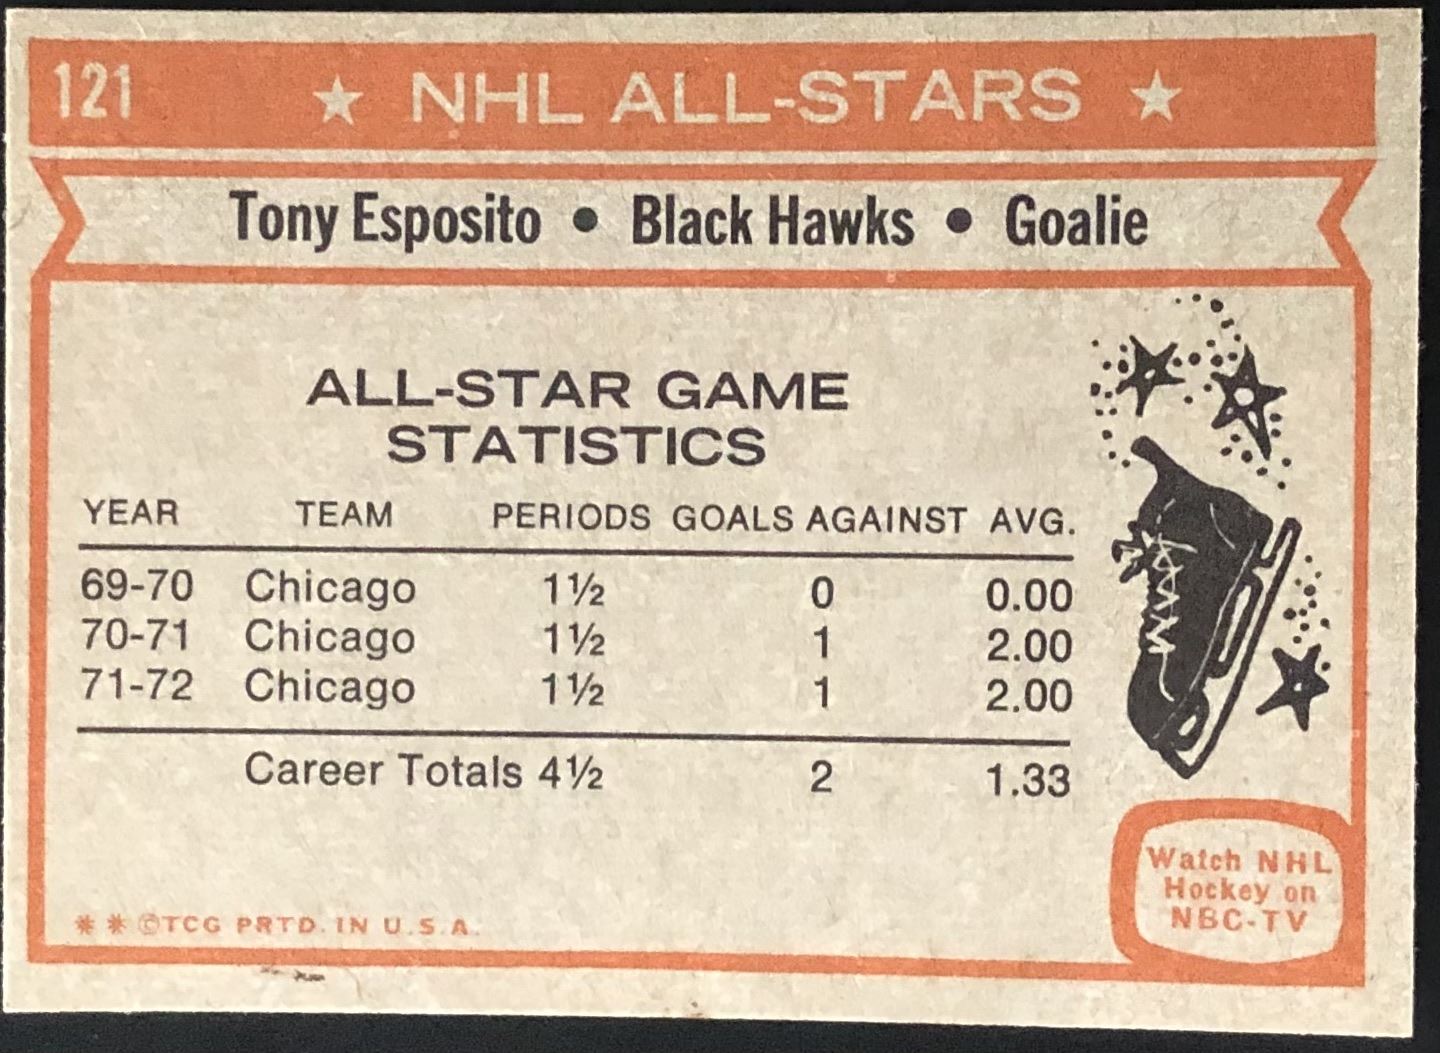 121 ★ NHL ALL-STARS ★
Tony Esposito • Black Hawks • Goalie
ALL-STAR GAME
STATISTICS
YEAR TEAM PERIODS GOALS AGAINST AVG.
69-70 Chicago 1½ 0 0.00
70-71 Chicago 1½ 1 2.00
71-72 Chicago 1½ 1 2.00
Career Totals 4½ 2 1.33
Watch NHL
Hockey on
NBC-TV
* * ©TCG PRTD. IN U.S.A.